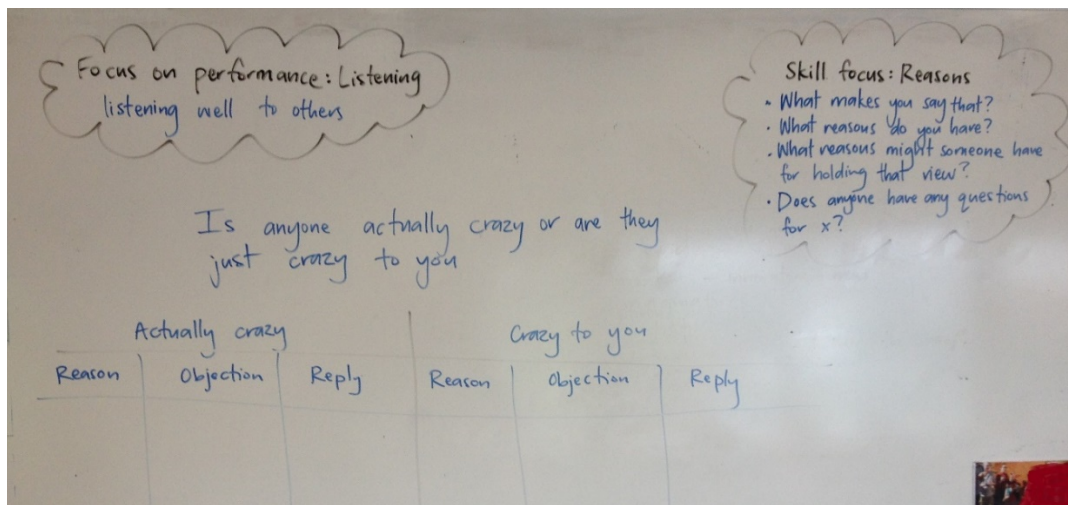 Focus on performance: Listening
listening well to others
Skill focus: Reasons
• What makes you say that?
• What reasons do you have?
• What reasons might someone have
for holding that view?
• Does anyone have any questions
for x?
Is anyone actually crazy or are they
just crazy to you
Actually crazy
Crazy to you
Reason Objection Reply Reason Objection Reply